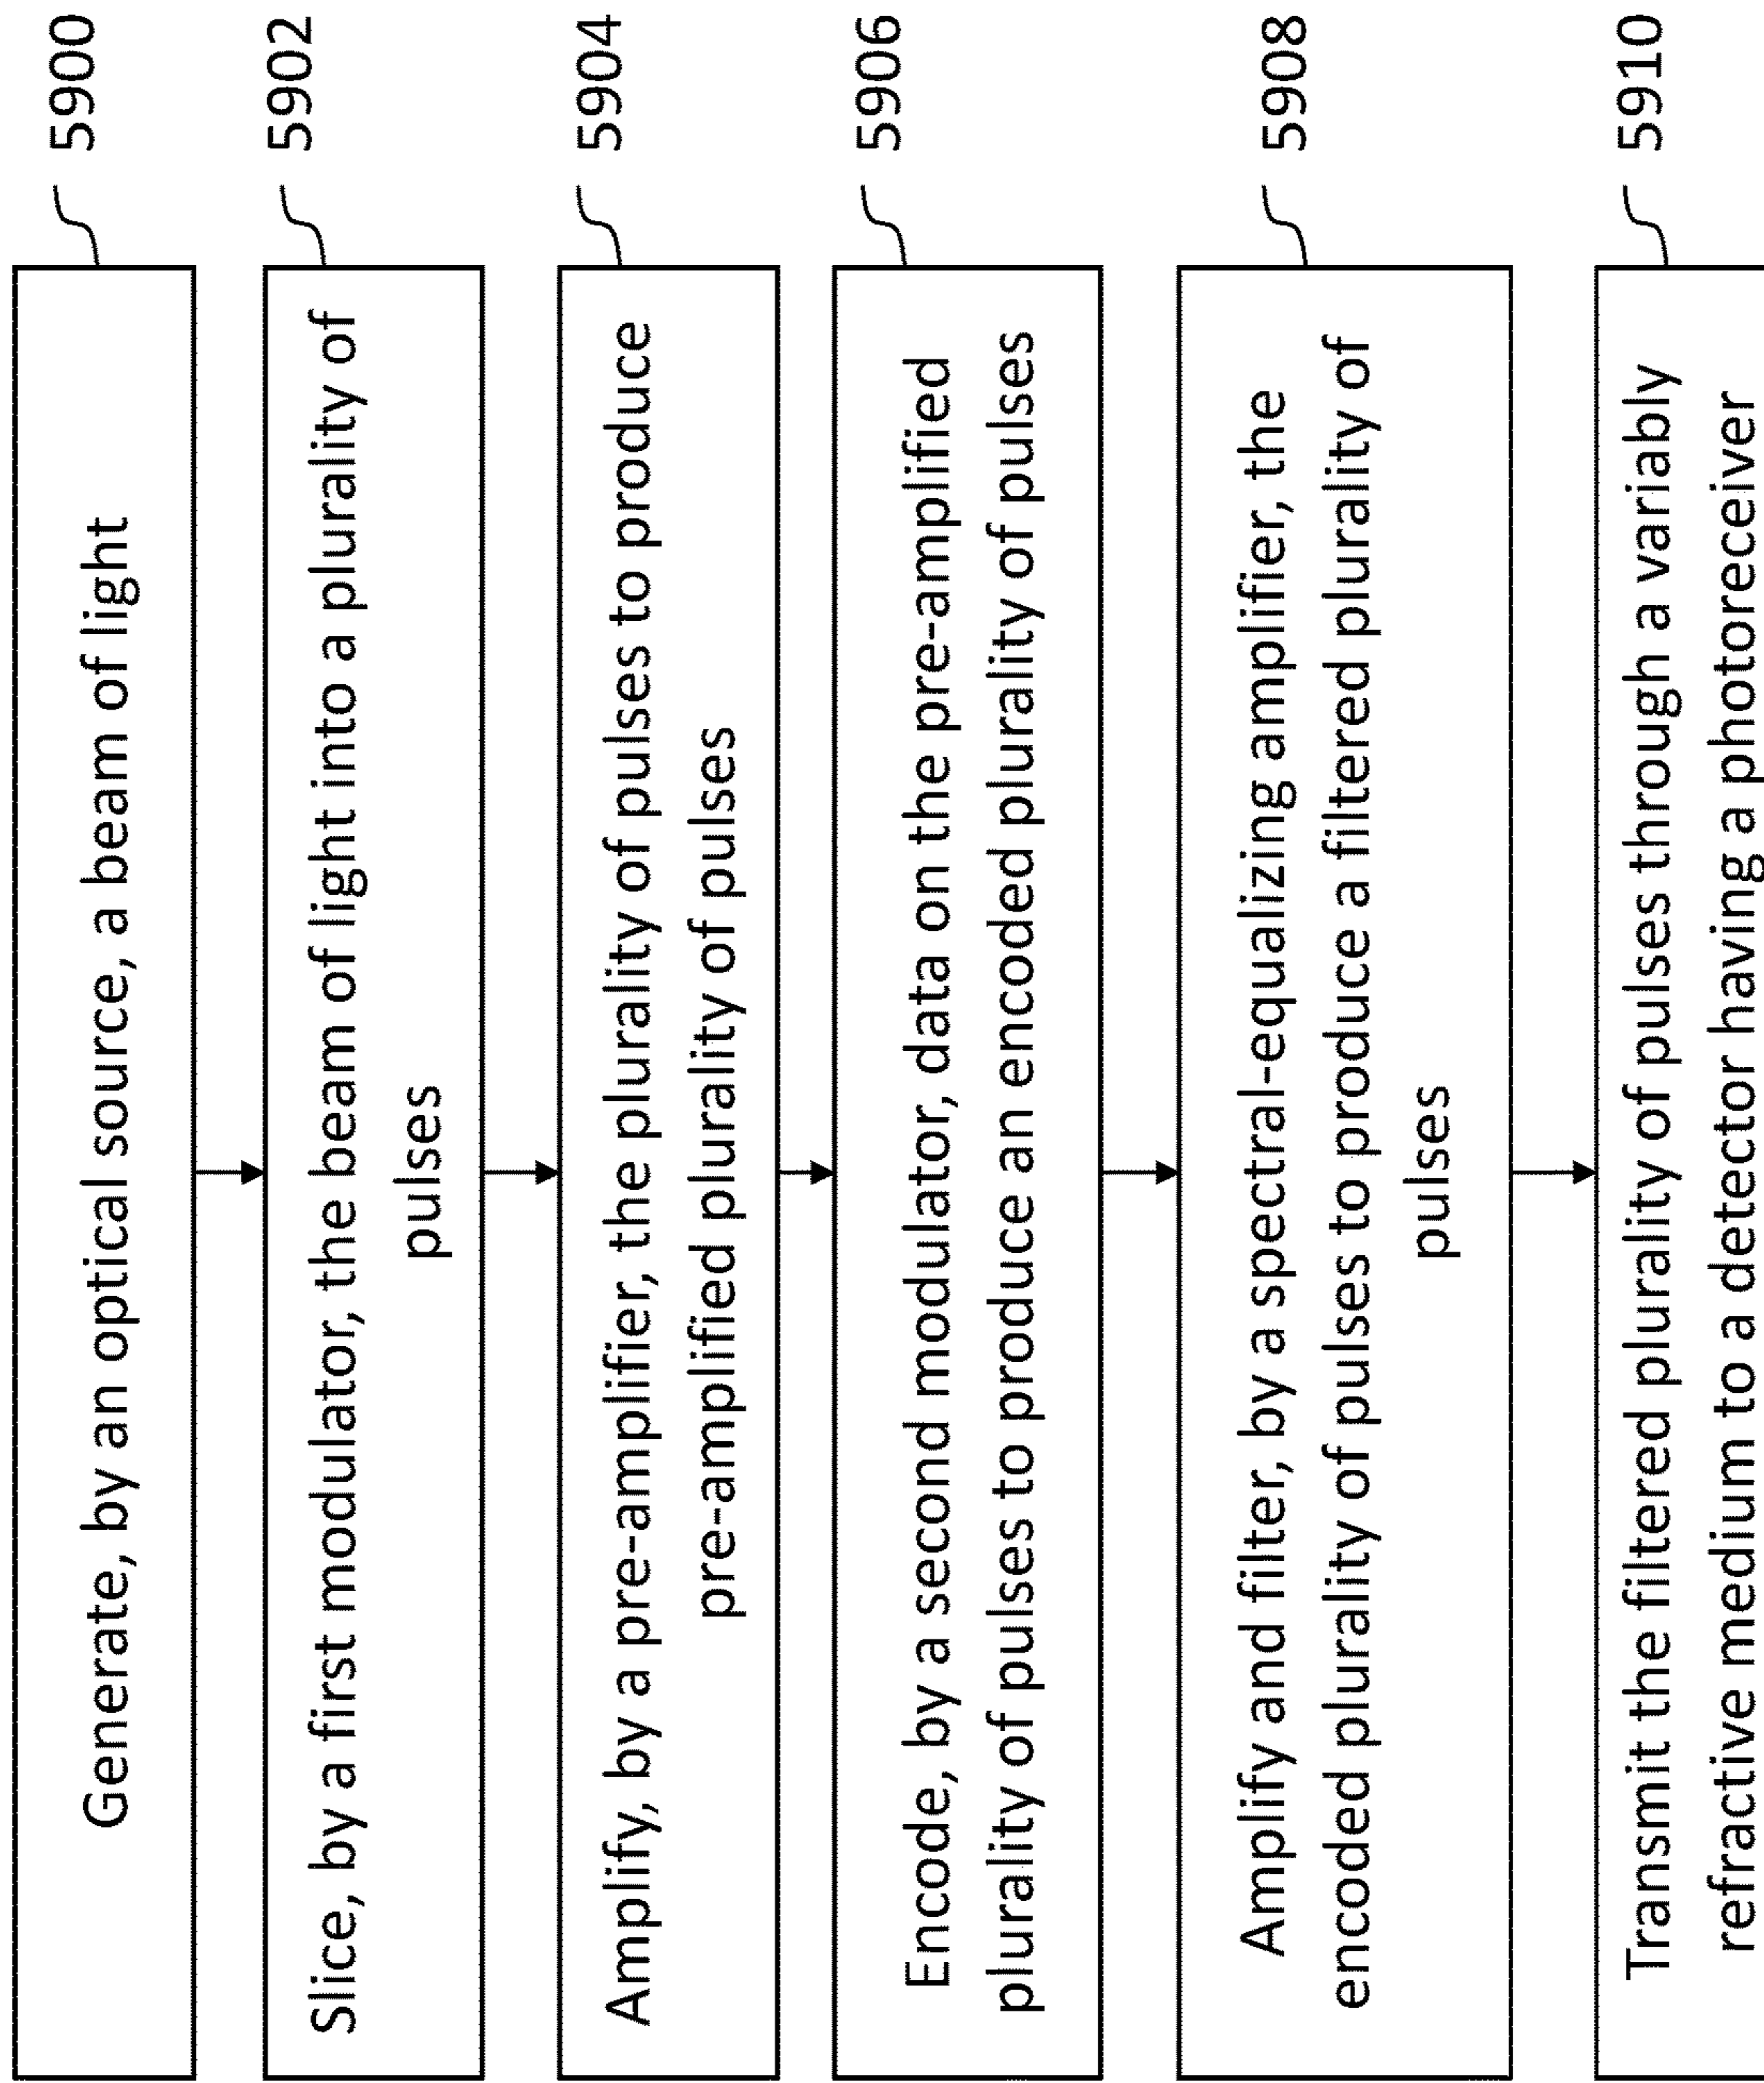 Generate, by an optical source, a beam of light
5900
Slice, by a first modulator, the beam of light into a plurality of
pulses
5902
Amplify, by a pre-amplifier, the plurality of pulses to produce
pre-amplified plurality of pulses
5904
Encode, by a second modulator, data on the pre-amplified
plurality of pulses to produce an encoded plurality of pulses
5906
Amplify and filter, by a spectral-equalizing amplifier, the
encoded plurality of pulses to produce a filtered plurality of
pulses
5908
Transmit the filtered plurality of pulses through a variably
refractive medium to a detector having a photoreceiver
5910